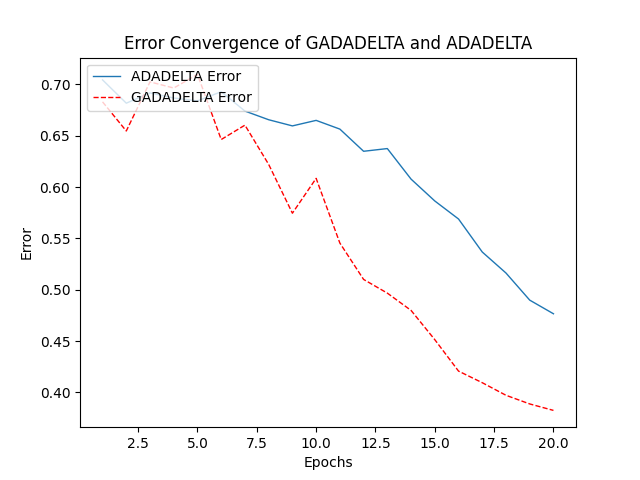 Error Convergence of GADADELTA and ADADELTA
ADADELTA Error
GADADELTA Error
0.70
0.65
0.60
0.55
0.50
0.45
0.40
Error
2.5 5.0 7.5 10.0 12.5 15.0 17.5 20.0
Epochs